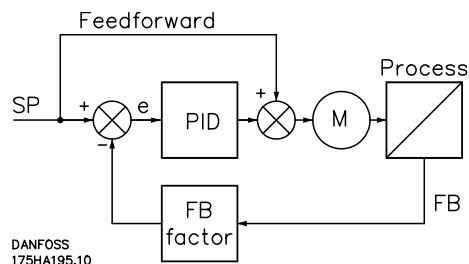 Feedforward
Process
SP
+
e
PID
+
M
−
FB
FB
factor
DANFOSS
175HA195.10